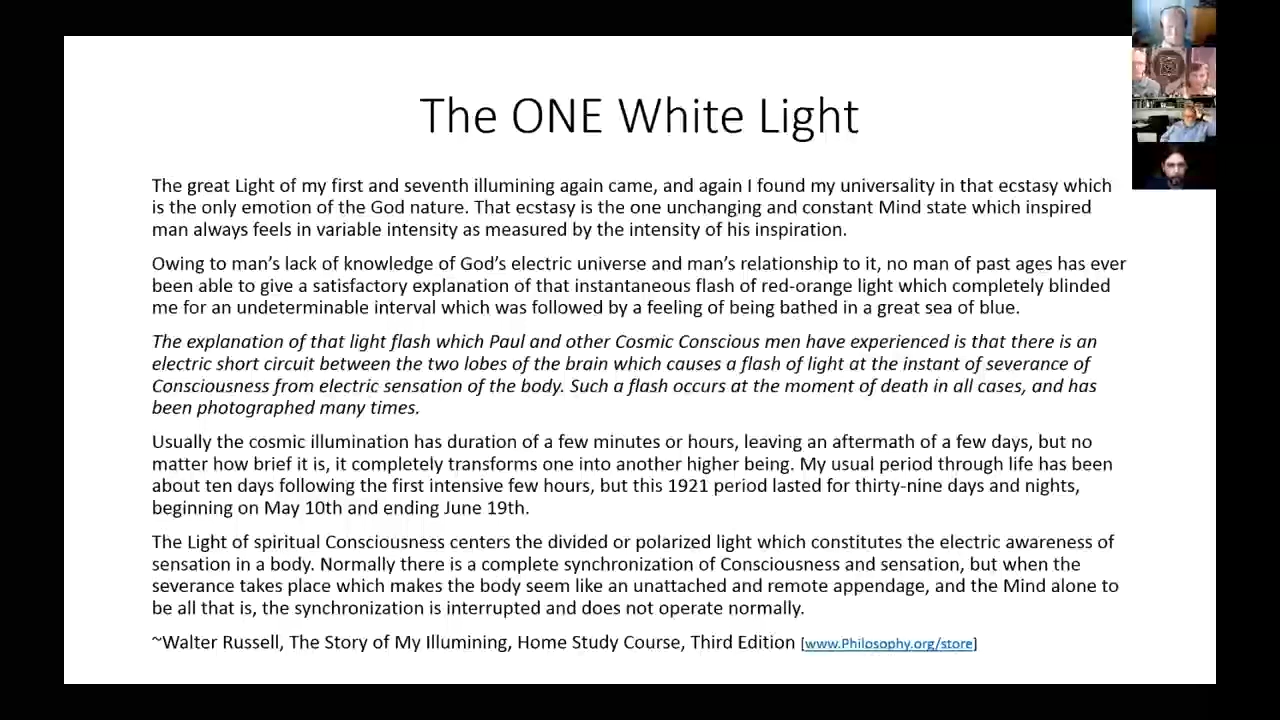 The ONE White Light
The great Light of my first and seventh illumining again came, and again I found my universality in that ecstasy which
is the only emotion of the God nature. That ecstasy is the one unchanging and constant Mind state which inspired
man always feels in variable intensity as measured by the intensity of his inspiration.
Owing to man’s lack of knowledge of God’s electric universe and man’s relationship to it, no man of past ages has ever
been able to give a satisfactory explanation of that instantaneous flash of red-orange light which completely blinded
me for an undeterminable interval which was followed by a feeling of being bathed in a great sea of blue.
The explanation of that light flash which Paul and other Cosmic Conscious men have experienced is that there is an
electric short circuit between the two lobes of the brain which causes a flash of light at the instant of severance of
Consciousness from electric sensation of the body. Such a flash occurs at the moment of death in all cases, and has
been photographed many times.
Usually the cosmic illumination has duration of a few minutes or hours, leaving an aftermath of a few days, but no
matter how brief it is, it completely transforms one into another higher being. My usual period through life has been
about ten days following the first intensive few hours, but this 1921 period lasted for thirty-nine days and nights,
beginning on May 10th and ending June 19th.
The Light of spiritual Consciousness centers the divided or polarized light which constitutes the electric awareness of
sensation in a body. Normally there is a complete synchronization of Consciousness and sensation, but when the
severance takes place which makes the body seem like an unattached and remote appendage, and the Mind alone to
be all that is, the synchronization is interrupted and does not operate normally.
~Walter Russell, The Story of My Illumining, Home Study Course, Third Edition [www.Philosophy.org/store]